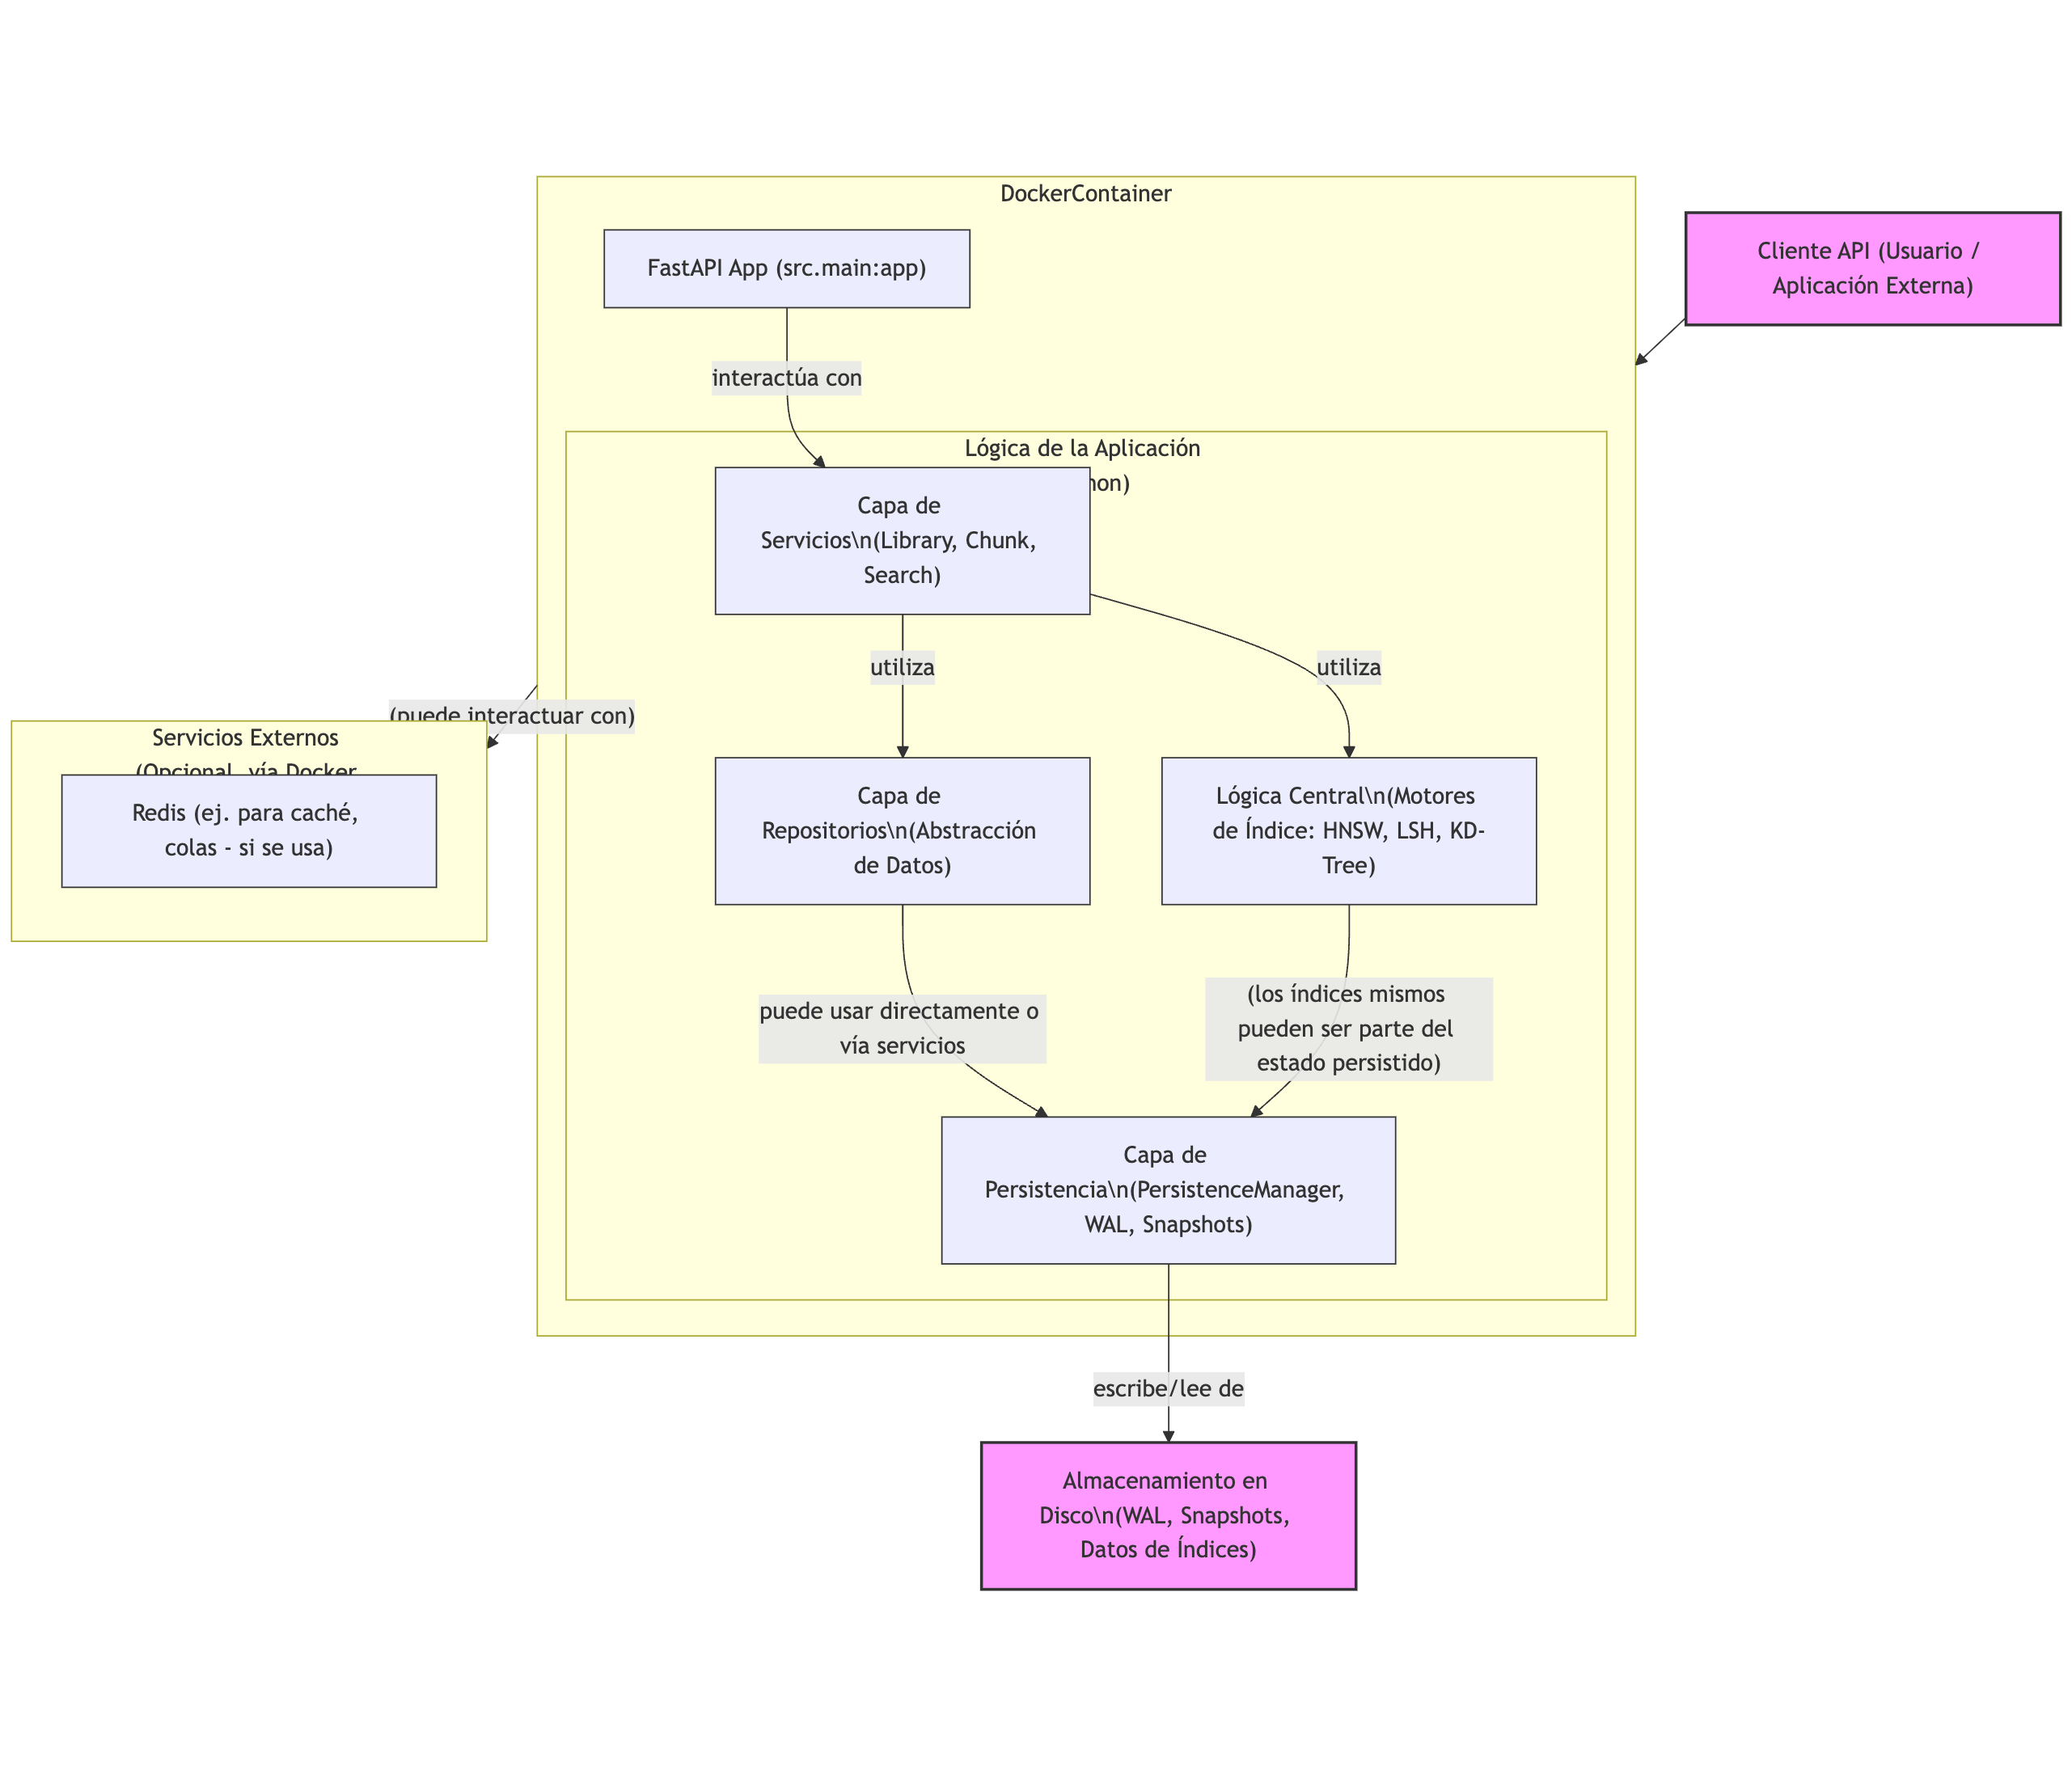 DockerContainer
FastAPI App (src.main:app)
Cliente API (Usuario /
Aplicación Externa)
interactúa con
Lógica de la Aplicación
Capa de
Servicios\n(Library, Chunk,
Search)
utiliza
utiliza
(puede interactuar con)
Servicios Externos
(Opcional, vía Docker
Redis (ej. para caché,
colas - si se usa)
Capa de
Repositorios\n(Abstracción
de Datos)
Lógica Central\n(Motores
de Índice: HNSW, LSH, KD-
Tree)
puede usar directamente o
vía servicios
(los índices mismos
pueden ser parte del
estado persistido)
Capa de
Persistencia\n(PersistenceManager,
WAL, Snapshots)
escribe/lee de
Almacenamiento en
Disco\n(WAL, Snapshots,
Datos de Índices)